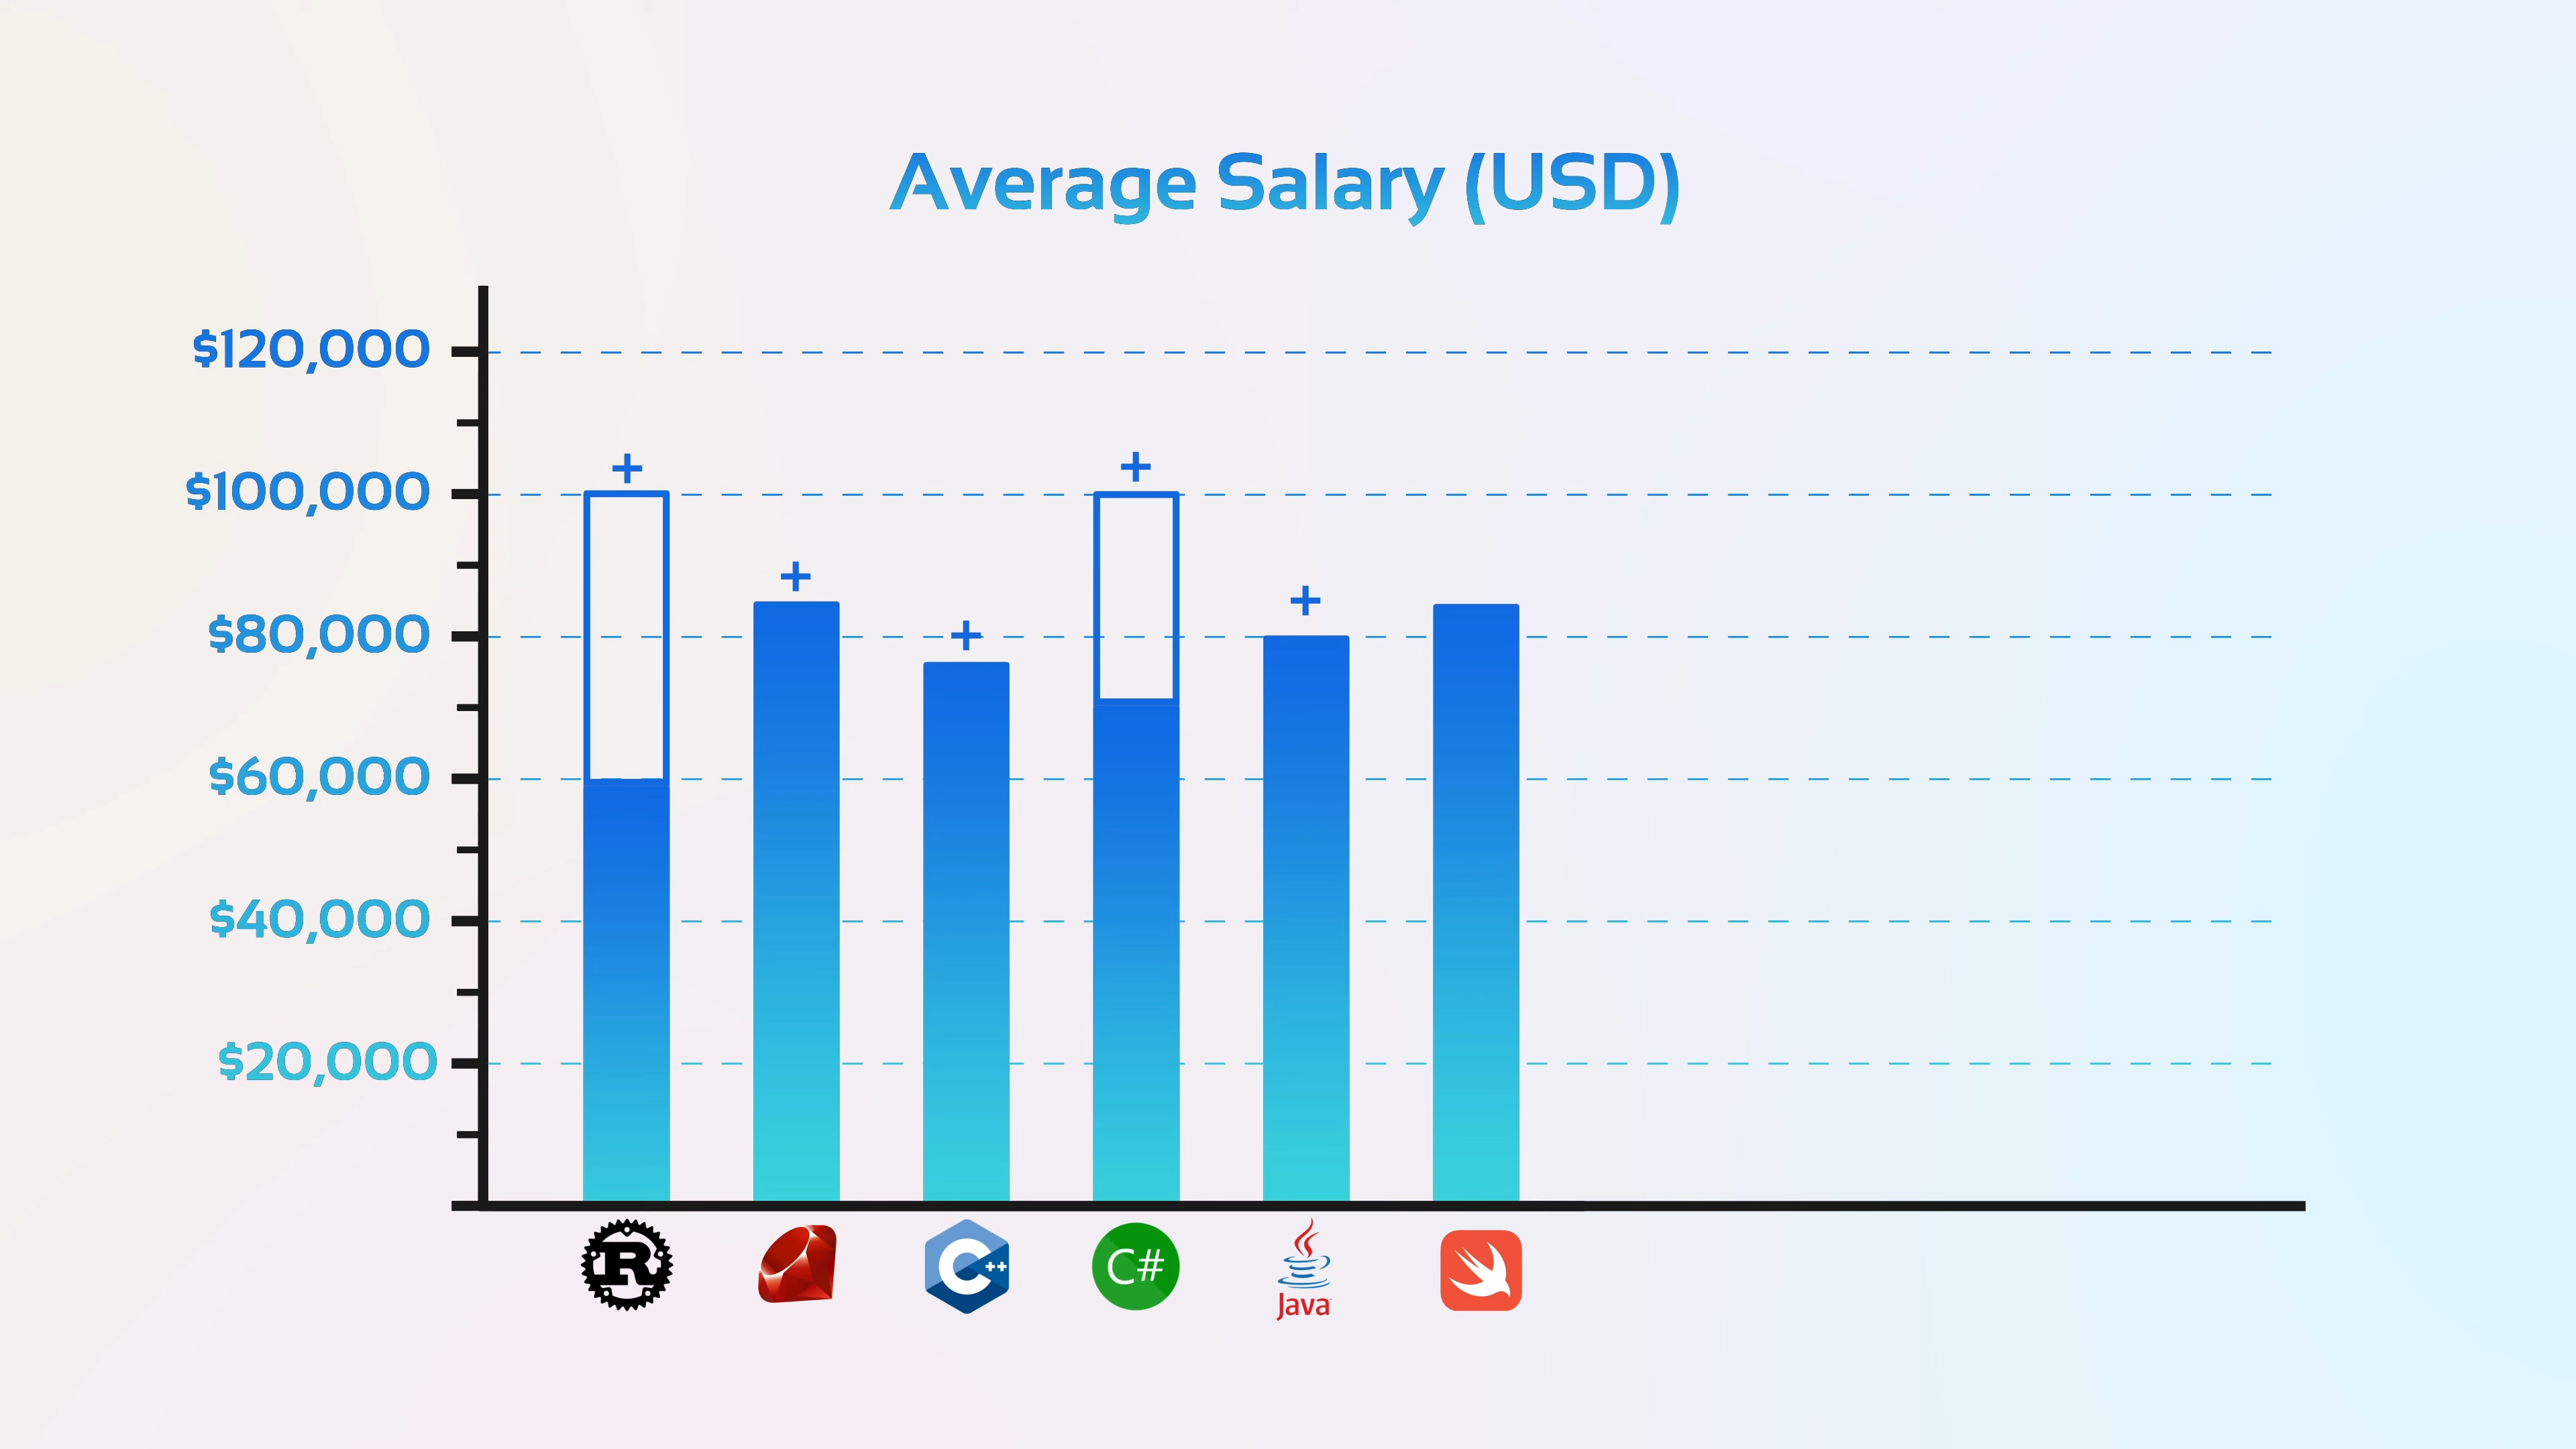 Average Salary (USD)
$120,000
+ +
$100,000
+
+
$80,000
+
$60,000
$40,000
$20,000
R
C++
C#
Java